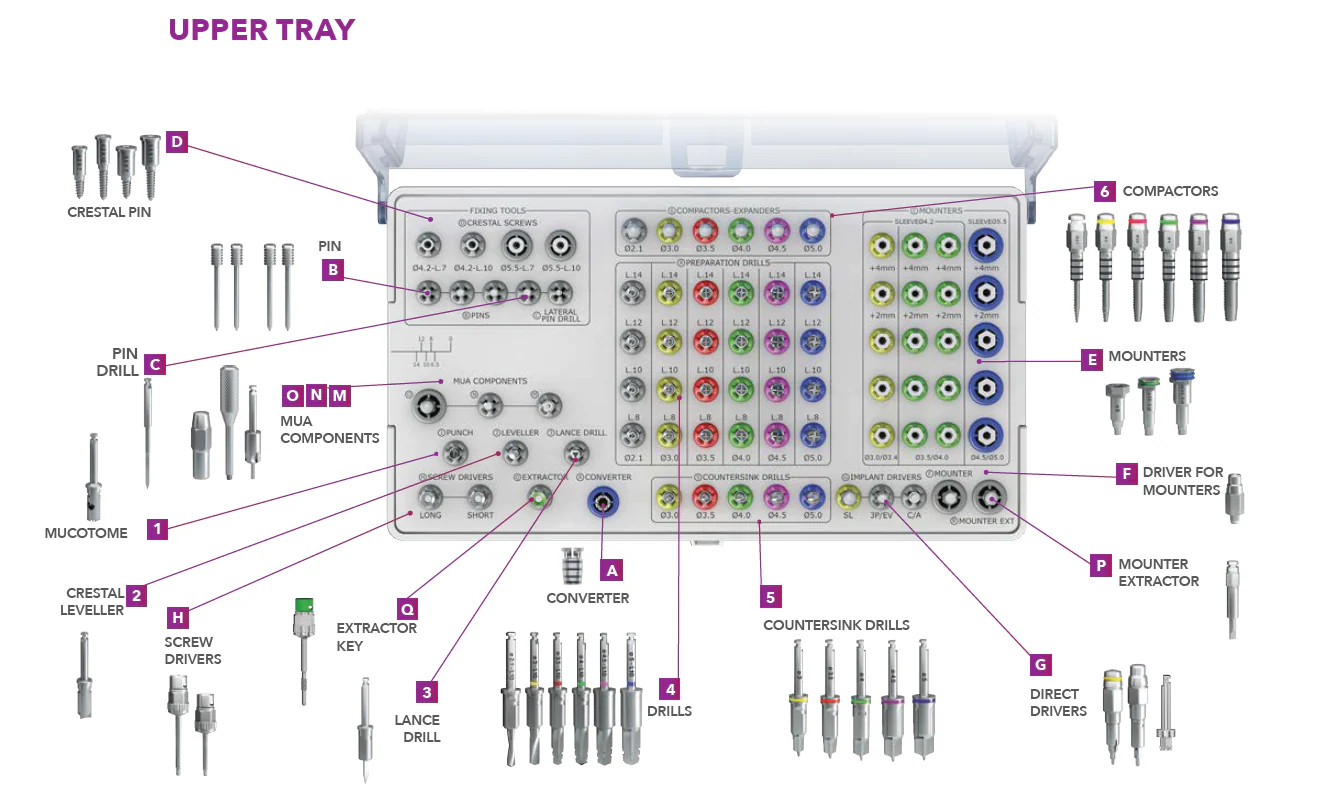 UPPER TRAY
D
CRESTAL PIN
PIN
B
PIN
DRILL
C
O N M
MUA
COMPONENTS
MUCOTOME
1
CRESTAL
LEVELLER
2
H
SCREW
DRIVERS
Q
EXTRACTOR
KEY
3
LANCE
DRILL
A
CONVERTER
4
DRILLS
5
COUNTERSINK DRILLS
G
DIRECT
DRIVERS
P
MOUNTER
EXTRACTOR
F
DRIVER FOR
MOUNTERS
E
MOUNTERS
6
COMPACTORS
FIXING TOOLS
CRESTAL SCREWS
Ø4.2-L.7 Ø4.2-L.10 Ø5.5-L.7 Ø5.5-L.10
PINS
LATERAL
PIN DRILL
12 8 0
14 10 6.5
MUA COMPONENTS
PUNCH
LEVELLER
LANCE DRILL
SCREW DRIVERS
LONG SHORT
EXTRACTOR
CONVERTER
COMPACTORS-EXPANDERS
Ø2.1 Ø3.0 Ø3.5 Ø4.0 Ø4.5 Ø5.0
PREPARATION DRILLS
L.14 L.14 L.14 L.14 L.14 L.14
L.12 L.12 L.12 L.12 L.12 L.12
L.10 L.10 L.10 L.10 L.10 L.10
L.8 L.8 L.8 L.8 L.8 L.8
Ø2.1 Ø3.0 Ø3.5 Ø4.0 Ø4.5 Ø5.0
COUNTERSINK DRILLS
Ø3.0 Ø3.5 Ø4.0 Ø4.5 Ø5.0
MOUNTERS
SLEEVEØ4.2 SLEEVEØ5.5
+4mm +4mm +4mm +4mm
+2mm +2mm +2mm +2mm
Ø3.0/Ø3.4 Ø3.5/Ø4.0 Ø4.5/Ø5.0
IMPLANT DRIVERS
SL 3P/EV C/A
MOUNTER
MOUNTER EXT